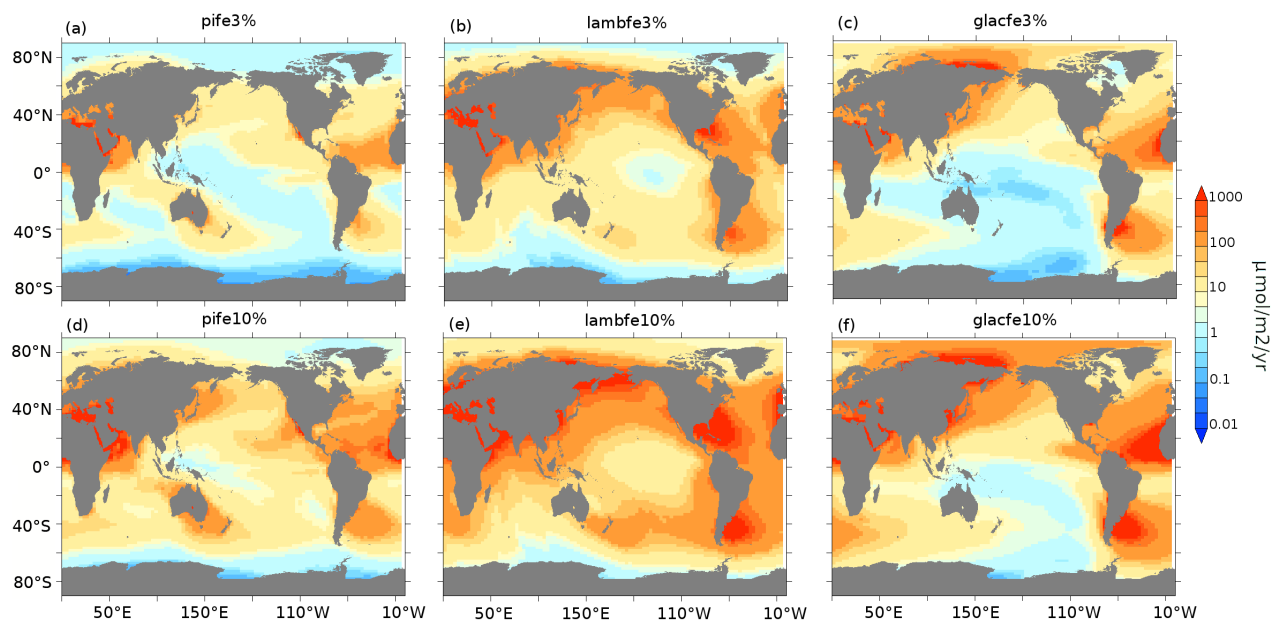 (a) pife3%
(b) lambfe3%
(c) glacfe3%
80°N
40°N
0°
40°S
80°S
(d) pife10%
(e) lambfe10%
(f) glacfe10%
80°N
40°N
0°
40°S
80°S
50°E 150°E 110°W 10°W
50°E 150°E 110°W 10°W
50°E 150°E 110°W 10°W
1000
100
10
1
0.1
0.01
µmol/m2/yr